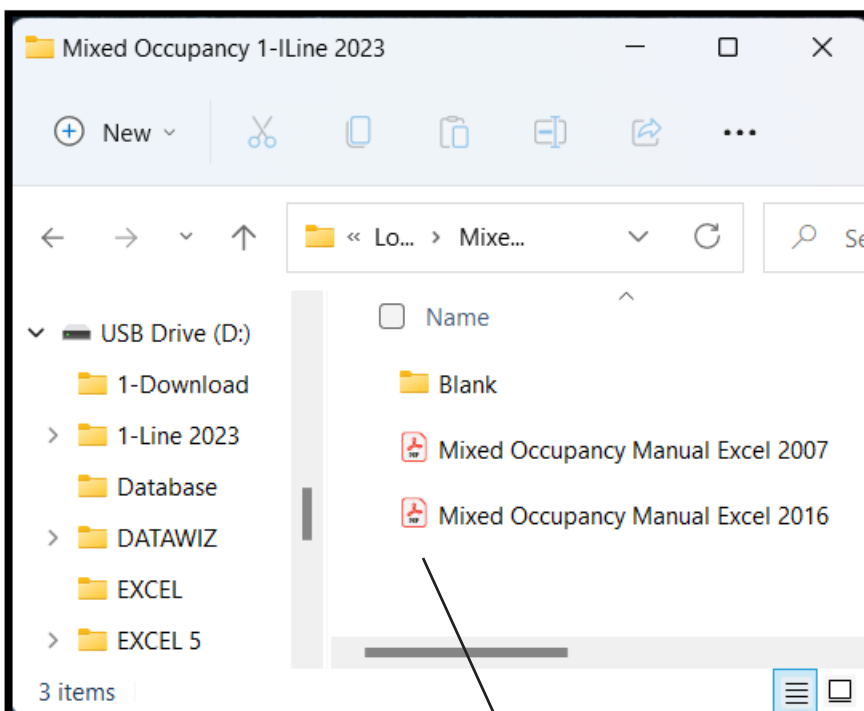 Mixed Occupancy 1-lLine 2023
New
« Lo... > Mixe...
Se
USB Drive (D:)
1-Download
1-Line 2023
Database
DATAWIZ
EXCEL
EXCEL 5
Name
Blank
Mixed Occupancy Manual Excel 2007
Mixed Occupancy Manual Excel 2016
3 items